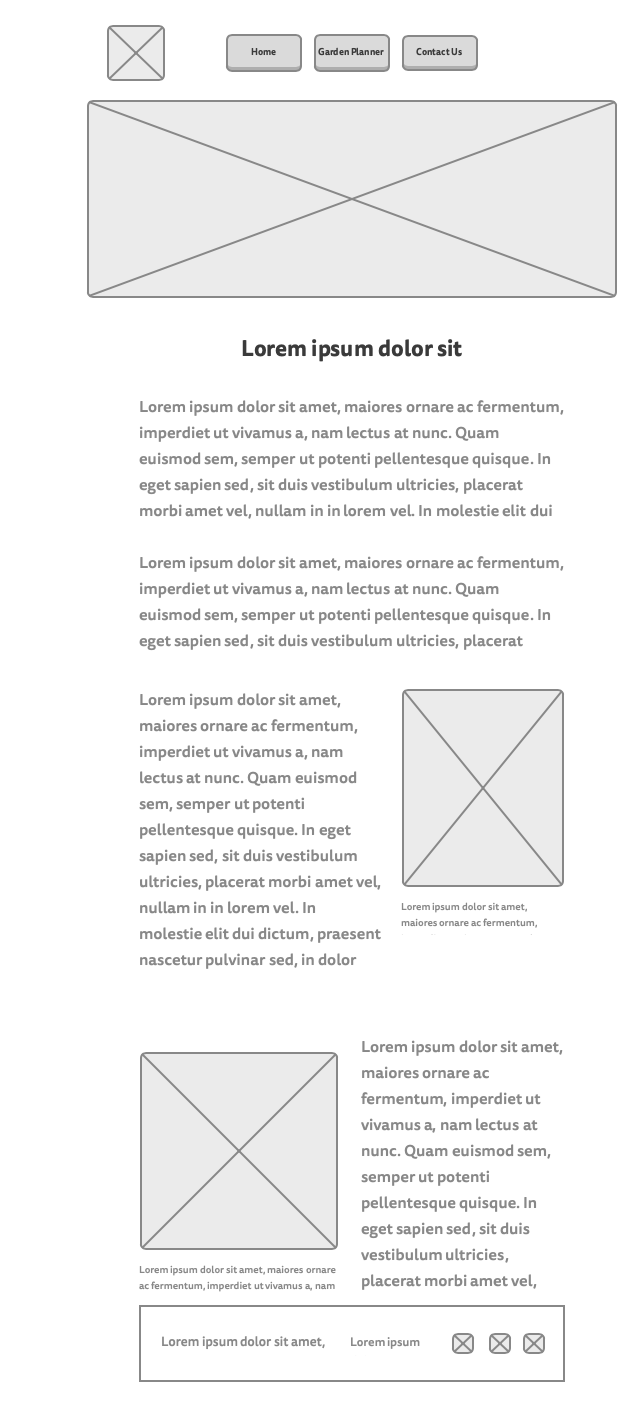 Home
Garden Planner
Contact Us
Lorem ipsum dolor sit
Lorem ipsum dolor sit amet, maiores ornare ac fermentum,
imperdiet ut vivamus a, nam lectus at nunc. Quam
euismod sem, semper ut potenti pellentesque quisque. In
eget sapien sed, sit duis vestibulum ultricies, placerat
morbi amet vel, nullam in in lorem vel. In molestie elit dui
Lorem ipsum dolor sit amet, maiores ornare ac fermentum,
imperdiet ut vivamus a, nam lectus at nunc. Quam
euismod sem, semper ut potenti pellentesque quisque. In
eget sapien sed, sit duis vestibulum ultricies, placerat
Lorem ipsum dolor sit amet,
maiores ornare ac fermentum,
imperdiet ut vivamus a, nam
lectus at nunc. Quam euismod
sem, semper ut potenti
pellentesque quisque. In eget
sapien sed, sit duis vestibulum
ultricies, placerat morbi amet vel,
nullam in in lorem vel. In
molestie elit dui dictum, praesent
nascetur pulvinar sed, in dolor
Lorem ipsum dolor sit amet,
maiores ornare ac fermentum,
Lorem ipsum dolor sit amet, maiores ornare
ac fermentum, imperdiet ut vivamus a, nam
Lorem ipsum dolor sit amet,
maiores ornare ac
fermentum, imperdiet ut
vivamus a, nam lectus at
nunc. Quam euismod sem,
semper ut potenti
pellentesque quisque. In
eget sapien sed, sit duis
vestibulum ultricies,
placerat morbi amet vel,
Lorem ipsum dolor sit amet,
Lorem ipsum